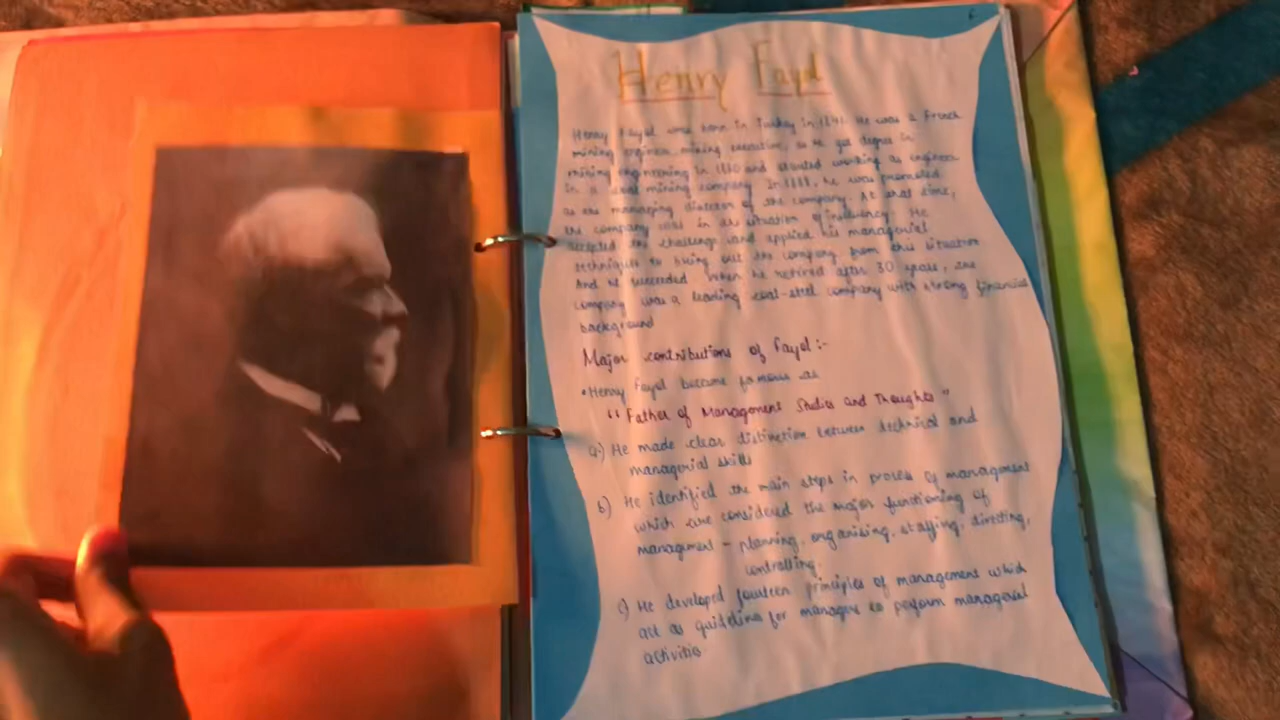 Henry Fayol
Henry Fayol was born in Turkey in 1841. He was a French
mining engineer, mining executive, so he got degree in
mining engineering in 1860 and started working as engineer
in a coal mining company. In 1888, he was promoted
as the managing director of the company. At that time,
the company was in the situation of insolvency. He
accepted the challenge and applied his managerial
techniques to bring out the company from this situation
And he succeeded When he retired after 30 years, the
company was a leading coal-steel company with strong financial
background
Major contributions of Fayol :-
• Henry Fayol became famous as
“ Father of Management Studies and Thoughts ”
a.) He made clear distinction between technical and
managerial skills
b) He identified the main steps in process of management
which are considered the major functioning of
managment - planning, organising, staffing, directing,
controlling.
c) He developed fourteen principles of management which
act as guideline for managers to perform managerial
activities